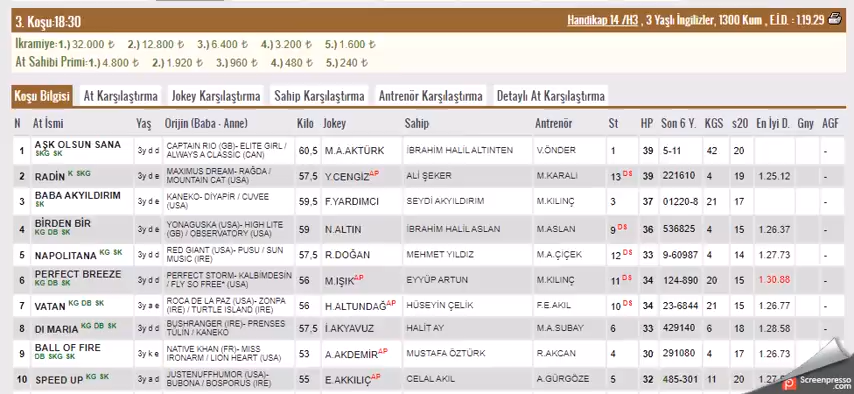 3. Koşu:18:30 Handikap 14 /H3 , 3 Yaşlı İngilizler, 1300 Kum , E.İ.D. : 1.19.29
İkramiye: 1.) 32.000 ₺ 2.) 12.800 ₺ 3.) 6.400 ₺ 4.) 3.200 ₺ 5.) 1.600 ₺
At Sahibi Primi: 1.) 4.800 ₺ 2.) 1.920 ₺ 3.) 960 ₺ 4.) 480 ₺ 5.) 240 ₺
Koşu Bilgisi At Karşılaştırma Jokey Karşılaştırma Sahip Karşılaştırma Antrenör Karşılaştırma Detaylı At Karşılaştırma
N At İsmi Yaş Orijin (Baba - Anne) Kilo Jokey Sahip Antrenör St HP Son 6 Y. KGS s20 En İyi D. Gny AGF
1 AŞK OLSUN SANA SKG SK 3y d d CAPTAIN RIO (GB)- ELITE GIRL / ALWAYS A CLASSIC (CAN) 60,5 M.A.AKTÜRK İBRAHİM HALİL ALTINTEN V.ÖNDER 1 39 5-11 42 20 -
2 RADİN K SKG 3y d e MAXIMUS DREAM- RAĞDA / MOUNTAIN CAT (USA) 57,5 Y.CENGİZ AP ALİ ŞEKER M.KARALI 13 DS 39 221610 4 19 1.25.12 -
3 BABA AKYILDIRIM SK 3y d e KANEKO- DİYAPIR / CUVEE (USA) 59,5 F.YARDIMCI SEYDİ AKYILDIRIM M.KILINÇ 3 37 01220-8 21 17 -
4 BİRDEN BİR KG DB SK 3y d e YONAGUSKA (USA)- HIGH LITE (GB) / OBSERVATORY (USA) 59 N.ALTIN İBRAHİM HALİL ASLAN M.ASLAN 9 DS 36 536825 4 15 1.26.37 -
5 NAPOLITANA KG SK 3y d d RED GIANT (USA)- PUSU / SUN MUSIC (IRE) 57,5 R.DOĞAN MEHMET YILDIZ M.A.ÇİÇEK 12 DS 33 9-60987 4 15 1.27.73 -
6 PERFECT BREEZE KG DB SK 3y d d PERFECT STORM- KALBİMDESİN / FLY SO FREE* (USA) 56 M.IŞIK AP EYYÜP ARTUN M.KILINÇ 11 DS 34 124-890 20 15 1.30.88 -
7 VATAN KG DB SK 3y a e ROCA DE LA PAZ (USA)- ZONPA (IRE) / TURTLE ISLAND (IRE) 56 H.ALTUNDAĞ AP HÜSEYİN ÇELİK F.E.AKIL 10 DS 34 23-6844 21 15 1.26.77 -
8 DI MARIA KG DB SK 3y d d BUSHRANGER (IRE)- PRENSES TÜLİN / KANEKO 57,5 İ.AKYAVUZ HALİT AY M.A.SUBAY 6 33 429140 6 18 1.28.58 -
9 BALL OF FIRE DB SKG SK 3y k e NATIVE KHAN (FR)- MISS IRONARM / LION HEART (USA) 53 A.AKDEMİR AP MUSTAFA ÖZTÜRK R.AKCAN 4 30 291080 4 17 1.26.73 -
10 SPEED UP KG SK 3y a d JUSTENUFFHUMOR (USA)- BUBONA / BOSPORUS (IRE) 55 E.AKKILIÇ AP CELAL AKIL A.GÜRGÖZE 5 32 485-301 11 20 1.27.
Screenpresso
.com